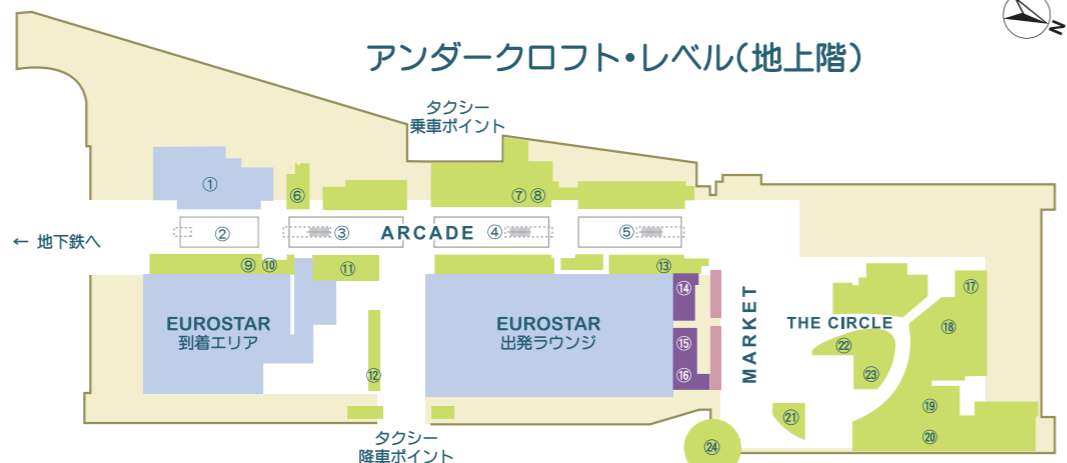 N
アンダークロフト・レベル(地上階)
タクシー
乗車ポイント
①
⑥
⑦ ⑧
← 地下鉄へ
②
③
ARCADE
④
⑤
⑨ ⑩
⑪
⑬
⑭
⑮
⑯
EUROSTAR
到着エリア
EUROSTAR
出発ラウンジ
MARKET
THE CIRCLE
⑰
⑱
㉒
㉓
⑫
⑲
⑳
㉑
㉔
タクシー
降車ポイント